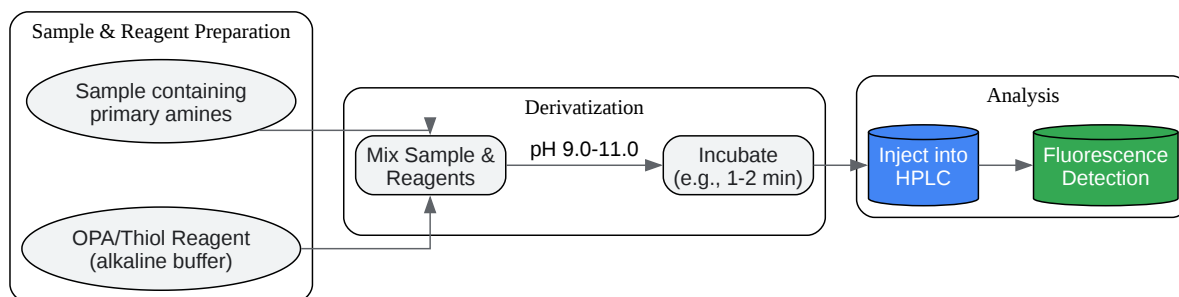 Sample & Reagent Preparation
Sample containing
primary amines
OPA/Thiol Reagent
(alkaline buffer)
Derivatization
Mix Sample &
Reagents
pH 9.0-11.0
Incubate
(e.g., 1-2 min)
Analysis
Inject into
HPLC
Fluorescence
Detection